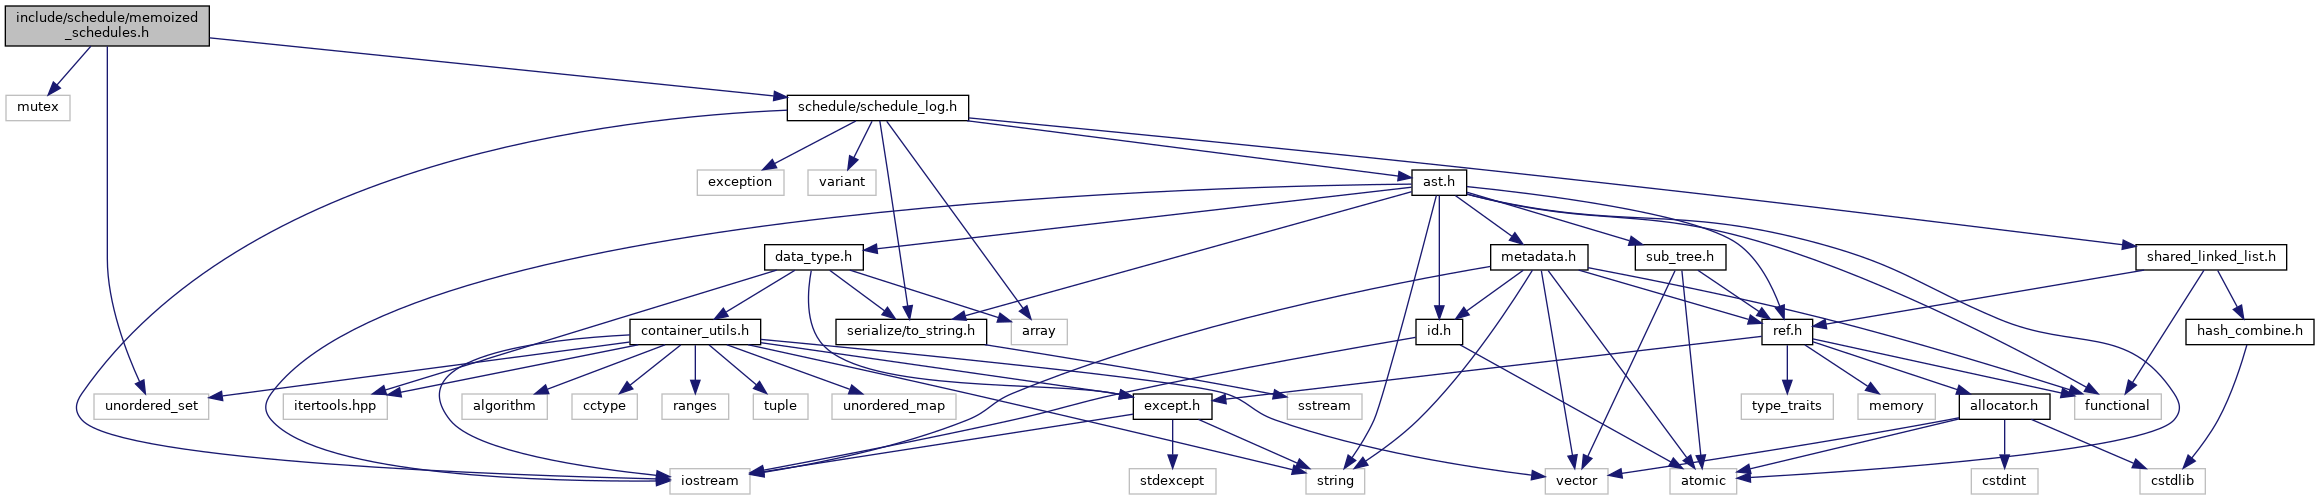 include/schedule/memoized
_schedules.h
mutex
schedule/schedule_log.h
exception
variant
ast.h
data_type.h
metadata.h
sub_tree.h
shared_linked_list.h
container_utils.h
serialize/to_string.h
array
id.h
ref.h
hash_combine.h
unordered_set
itertools.hpp
algorithm
cctype
ranges
tuple
unordered_map
except.h
sstream
type_traits
memory
allocator.h
functional
iostream
stdexcept
string
vector
atomic
cstdint
cstdlib